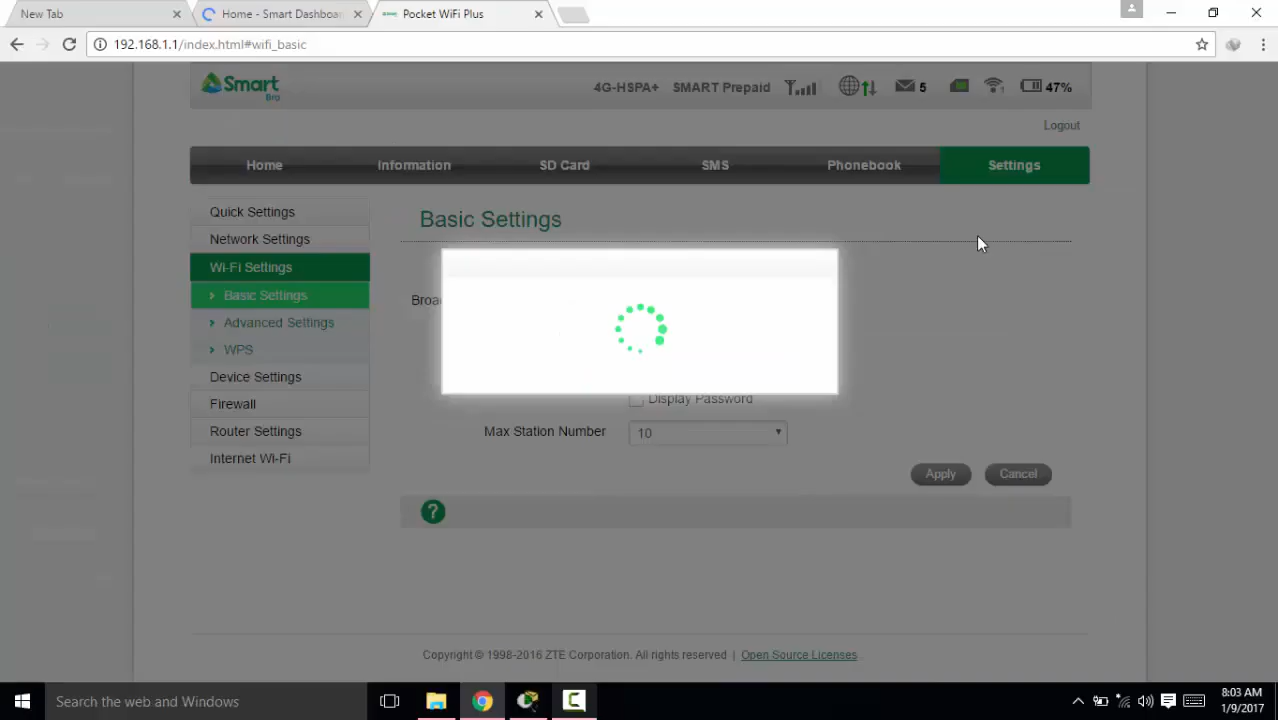 New Tab
Home - Smart Dashboar
Pocket WiFi Plus
192.168.1.1/index.html#wifi_basic
Smart
Bro
4G-HSPA+ SMART Prepaid 5 1 47%
Logout
Home Information SD Card SMS Phonebook Settings
Quick Settings
Network Settings
Wi-Fi Settings
Basic Settings
Advanced Settings
WPS
Device Settings
Firewall
Router Settings
Internet Wi-Fi
Basic Settings
Broa
Display Password
Max Station Number 10
Apply Cancel
?
Copyright © 1998-2016 ZTE Corporation. All rights reserved | Open Source Licenses
Search the web and Windows
8:03 AM
1/9/2017